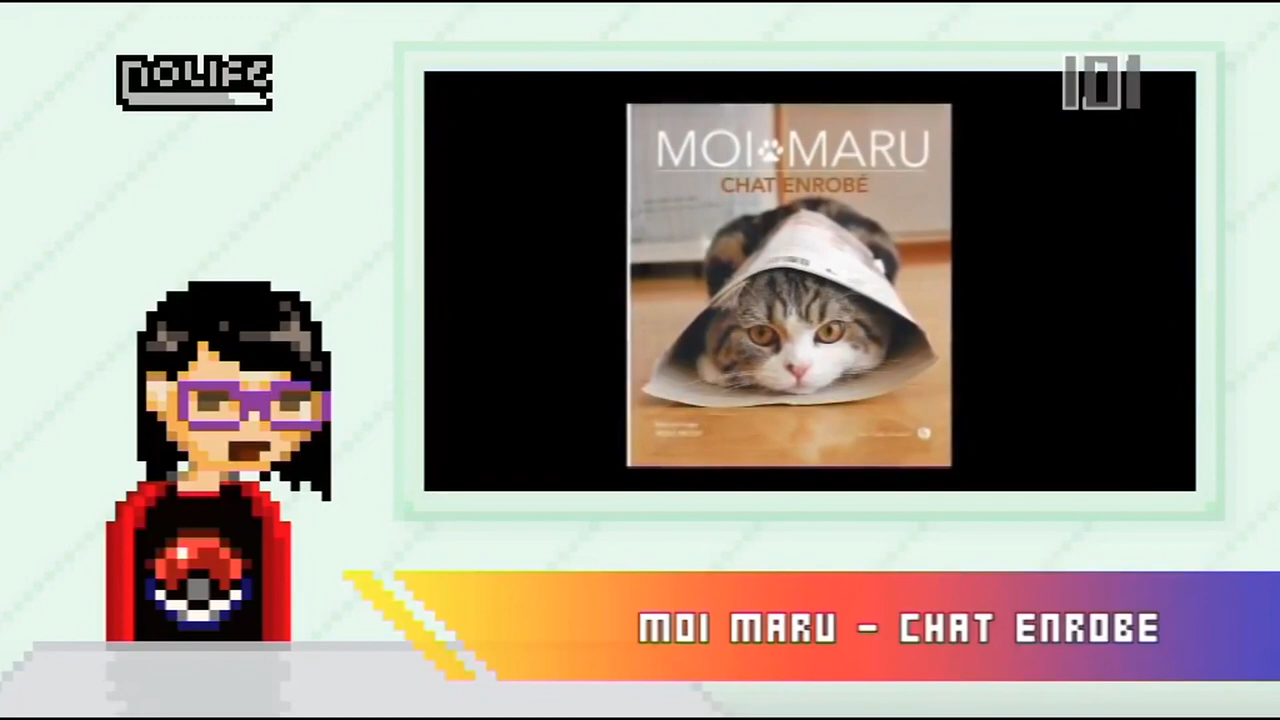 NOLIFE
101
MOI MARU
CHAT ENROBÉ
MOI MARU - CHAT ENROBE